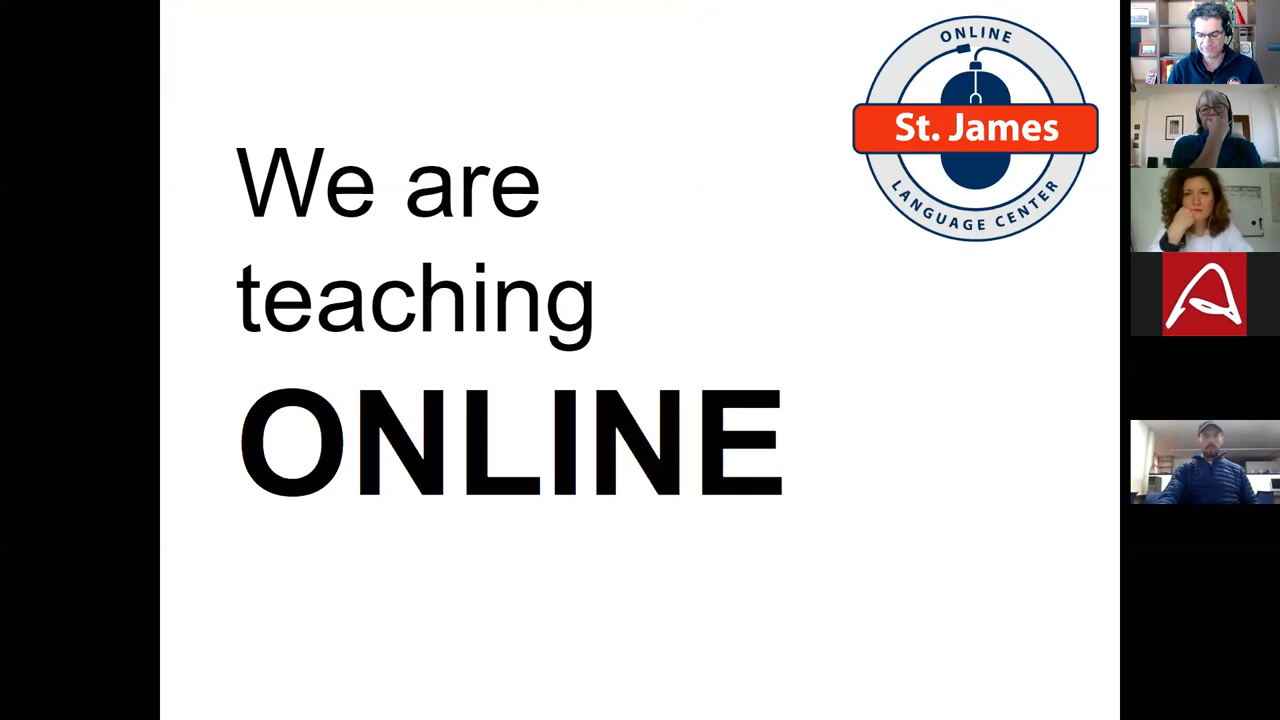 We are
teaching
ONLINE
ONLINE
St. James
LANGUAGE CENTER